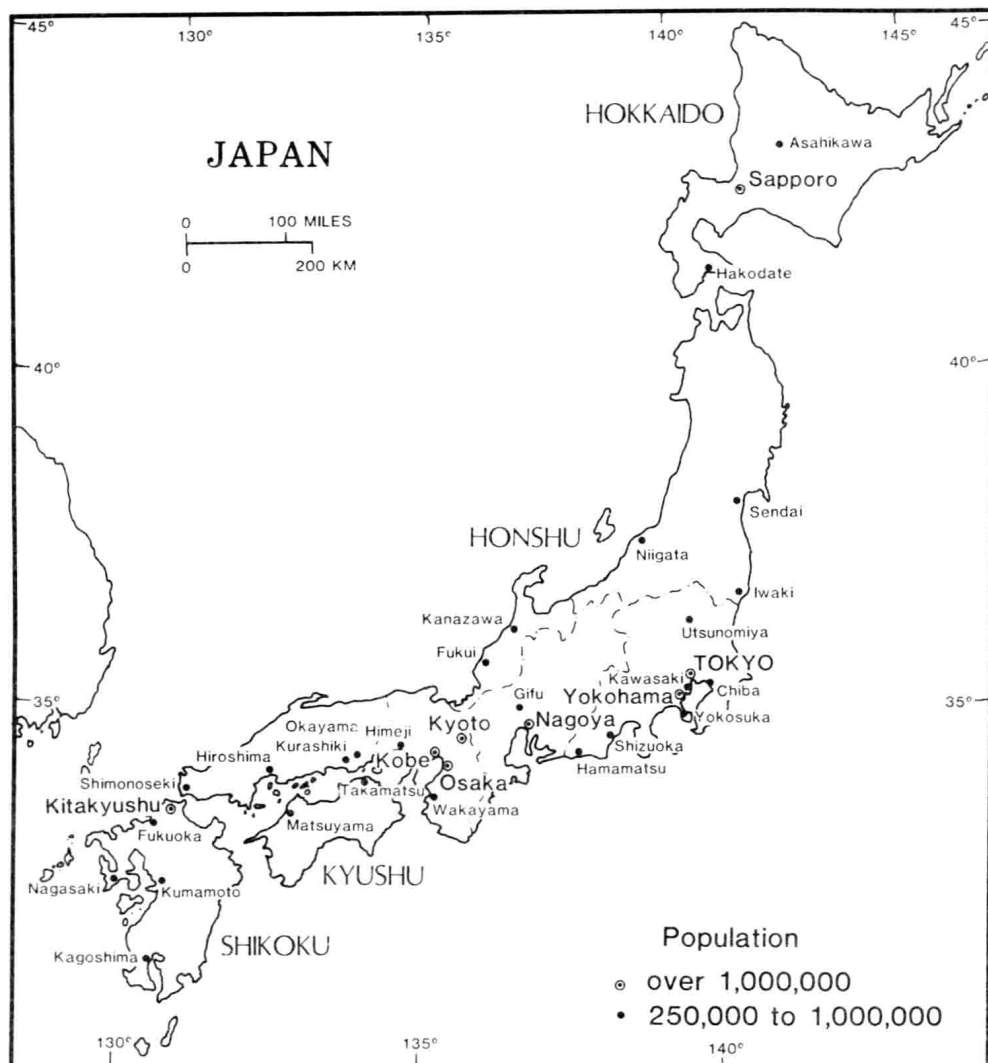 45°
130°
135°
140°
145°
45°
HOKKAIDO
JAPAN
Asahikawa
Sapporo
0 100 MILES
0 200 KM
Hakodate
40°
40°
Sendai
HONSHU
Niigata
Iwaki
Kanazawa
Utsunomiya
Fukui
TOKYO
Kawasaki
Gifu
Yokohama
Chiba
35°
35°
Okayama
Himeji
Kyoto
Nagoya
Yokosuka
Kurashiki
Shizuoka
Hiroshima
Kobe
Hamamatsu
Shimonoseki
Takamatsu
Osaka
Kitakyushu
Wakayama
Fukuoka
Matsuyama
KYUSHU
Nagasaki
Kumamoto
SHIKOKU
Kagoshima
Population
over 1,000,000
250,000 to 1,000,000
130°
135°
140°